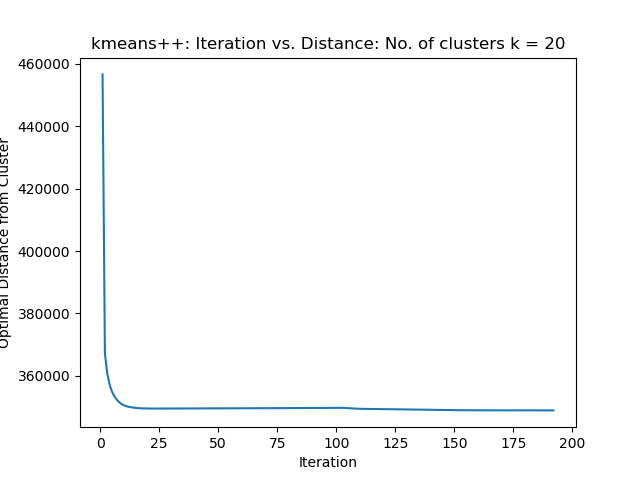 kmeans++: Iteration vs. Distance: No. of clusters k = 20
460000
440000
420000
400000
380000
360000
Optimal Distance from Cluster
0 25 50 75 100 125 150 175 200
Iteration